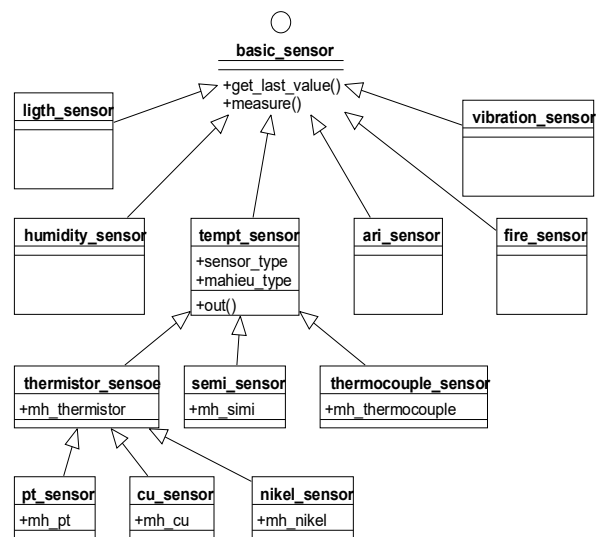 basic_sensor
+get_last_value()
+measure()
ligth_sensor
vibration_sensor
humidity_sensor
tempt_sensor
+sensor_type
+mahieu_type
+out()
ari_sensor
fire_sensor
thermistor_sensoe
+mh_thermistor
semi_sensor
+mh_simi
thermocouple_sensor
+mh_thermocouple
pt_sensor
+mh_pt
cu_sensor
+mh_cu
nikel_sensor
+mh_nikel